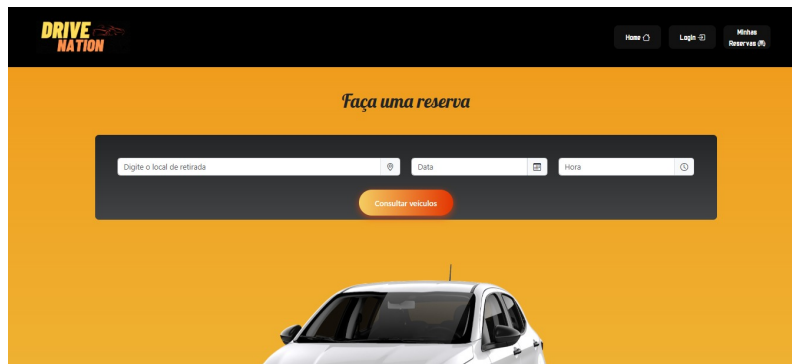 DRIVE
NATION
Home
Login
Minhas
Reservas
Faça uma reserva
Digite o local de retirada
Data
Hora
Consultar veículos